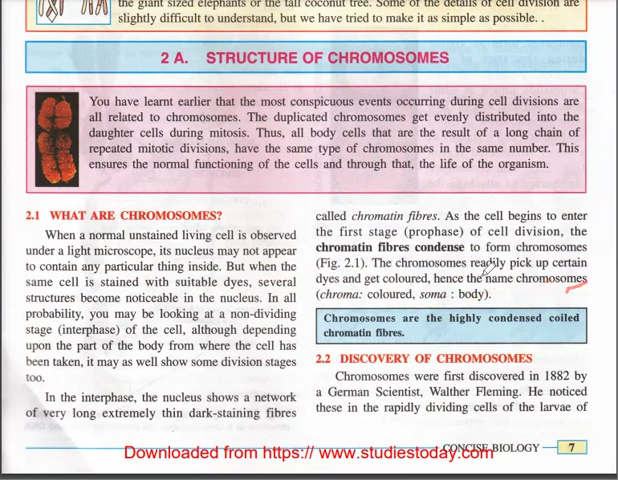 the giant sized elephants or the tall coconut tree. Some of the details of cell division are
slightly difficult to understand, but we have tried to make it as simple as possible. .
2 A. STRUCTURE OF CHROMOSOMES
You have learnt earlier that the most conspicuous events occurring during cell divisions are
all related to chromosomes. The duplicated chromosomes get evenly distributed into the
daughter cells during mitosis. Thus, all body cells that are the result of a long chain of
repeated mitotic divisions, have the same type of chromosomes in the same number. This
ensures the normal functioning of the cells and through that, the life of the organism.
2.1 WHAT ARE CHROMOSOMES?
When a normal unstained living cell is observed
under a light microscope, its nucleus may not appear
to contain any particular thing inside. But when the
same cell is stained with suitable dyes, several
structures become noticeable in the nucleus. In all
probability, you may be looking at a non-dividing
stage (interphase) of the cell, although depending
upon the part of the body from where the cell has
been taken, it may as well show some division stages
too.
In the interphase, the nucleus shows a network
of very long extremely thin dark-staining fibres
called chromatin fibres. As the cell begins to enter
the first stage (prophase) of cell division, the
chromatin fibres condense to form chromosomes
(Fig. 2.1). The chromosomes readily pick up certain
dyes and get coloured, hence the name chromosomes
(chroma: coloured, soma : body).
Chromosomes are the highly condensed coiled
chromatin fibres.
2.2 DISCOVERY OF CHROMOSOMES
Chromosomes were first discovered in 1882 by
a German Scientist, Walther Fleming. He noticed
these in the rapidly dividing cells of the larvae of
CONCISE BIOLOGY 7
Downloaded from https:// www.studiestoday.com